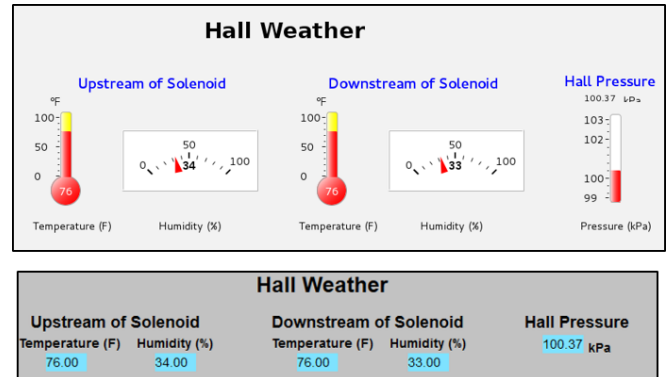 Hall Weather
Upstream of Solenoid Downstream of Solenoid Hall Pressure
°F °F 100.37 kPa
100 100 103
50 50 50 50 102
0 0 34 100 0 0 33 100 100
76 76 99
Temperature (F) Humidity (%) Temperature (F) Humidity (%) Pressure (kPa)
Hall Weather
Upstream of Solenoid Downstream of Solenoid Hall Pressure
Temperature (F) Humidity (%) Temperature (F) Humidity (%) 100.37 kPa
76.00 34.00 76.00 33.00